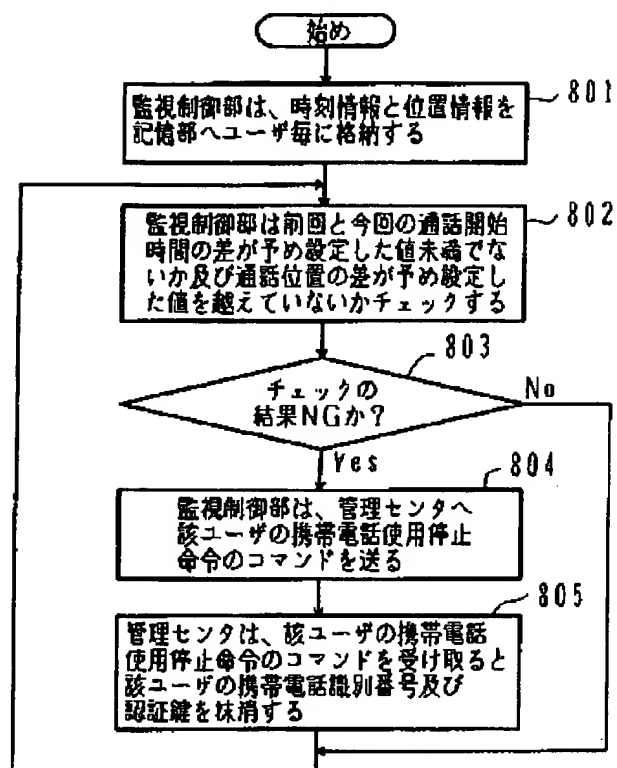 始め
801
監視制御部は、時刻情報と位置情報を
記憶部へユーザ毎に格納する
802
監視制御部は前回と今回の通話開始
時間の差が予め設定した値未満でな
いか及び通話位置の差が予め設定し
た値を越えていないかチェックする
803
チェックの
結果NGか?
No
Yes
804
監視制御部は、管理センタへ
該ユーザの携帯電話使用停止
命令のコマンドを送る
805
管理センタは、該ユーザの携帯電話
使用停止命令のコマンドを受け取ると
該ユーザの携帯電話識別番号及び
認証鍵を抹消する